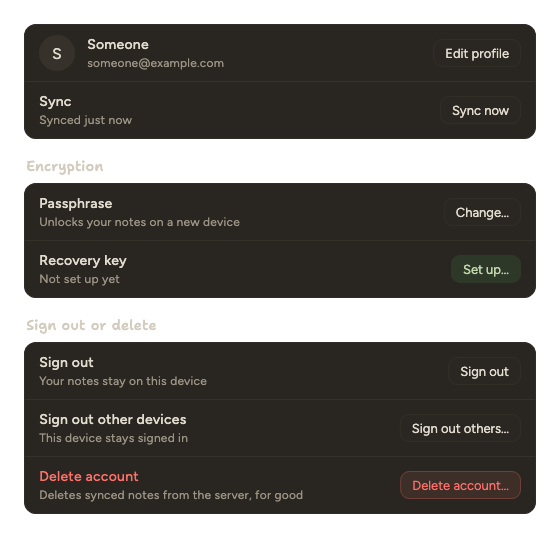 S
Someone
someone@example.com
Edit profile
Sync
Synced just now
Sync now
Encryption
Passphrase
Unlocks your notes on a new device
Change...
Recovery key
Not set up yet
Set up...
Sign out or delete
Sign out
Your notes stay on this device
Sign out
Sign out other devices
This device stays signed in
Sign out others...
Delete account
Deletes synced notes from the server, for good
Delete account...